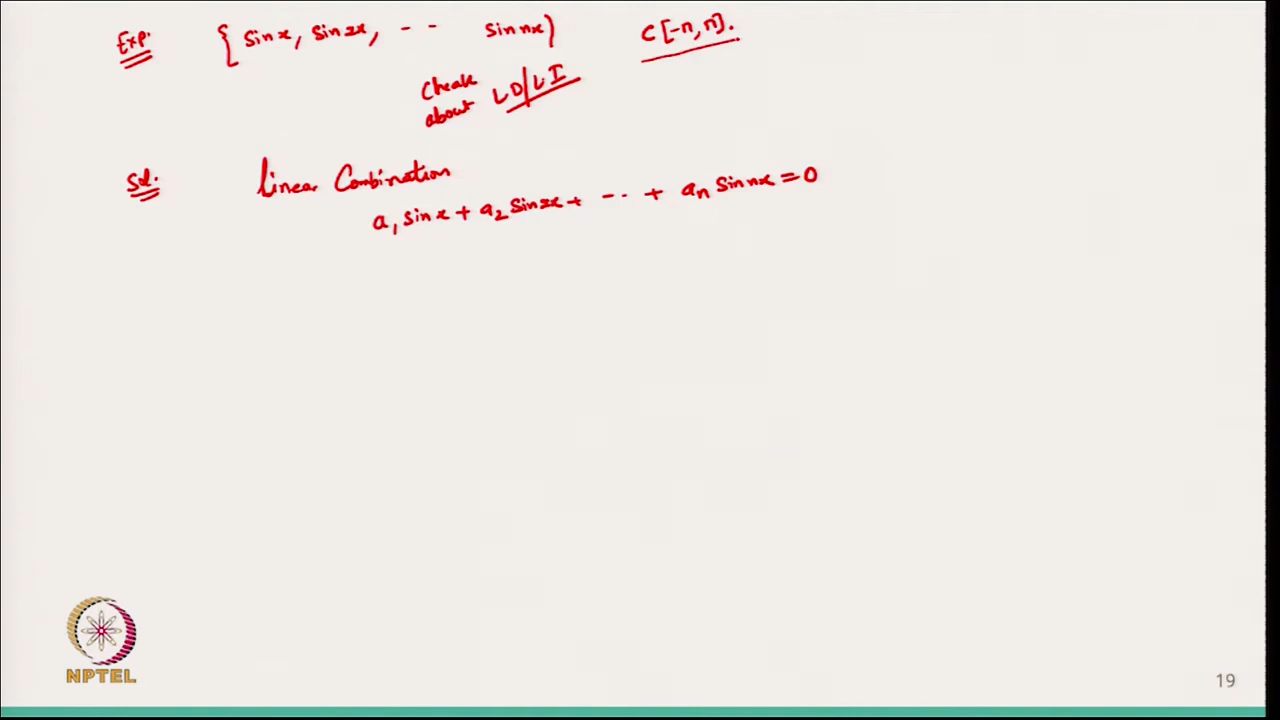 Exp. {sin x, sin 2x, - - sin nx} C[-π, π].
Cheak
about LD/LI
Sol. Linear Combination
a₁ sin x + a₂ sin 2x + - .. + aₙ sin nx = 0
NPTEL
19